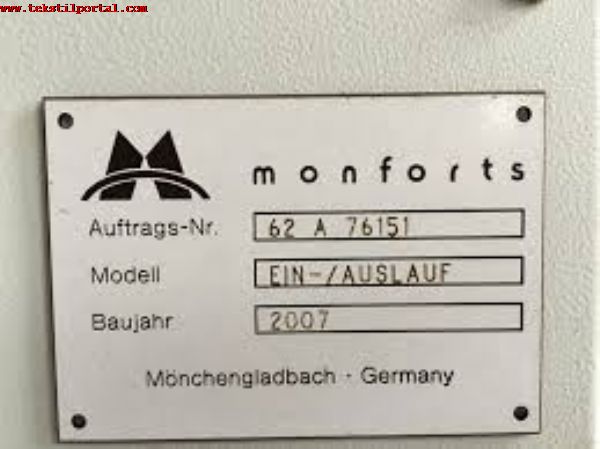 www.tekstilportal.com
monforts
Auftrags-Nr. 62 A 76151
Modell EIN-/AUSLAUF
Baujahr 2007
Mönchengladbach · Germany